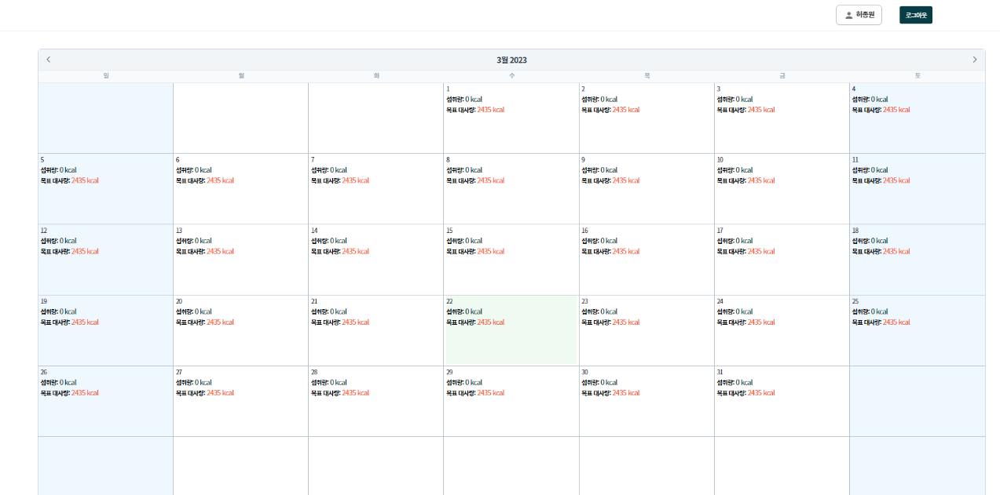 허종원 로그아웃
3월 2023
일 월 화 수 목 금 토
1 2 3 4
섭취량: 0 kcal 섭취량: 0 kcal 섭취량: 0 kcal 섭취량: 0 kcal
목표 대사량: 2435 kcal 목표 대사량: 2435 kcal 목표 대사량: 2435 kcal 목표 대사량: 2435 kcal
5 6 7 8 9 10 11
섭취량: 0 kcal 섭취량: 0 kcal 섭취량: 0 kcal 섭취량: 0 kcal 섭취량: 0 kcal 섭취량: 0 kcal 섭취량: 0 kcal
목표 대사량: 2435 kcal 목표 대사량: 2435 kcal 목표 대사량: 2435 kcal 목표 대사량: 2435 kcal 목표 대사량: 2435 kcal 목표 대사량: 2435 kcal 목표 대사량: 2435 kcal
12 13 14 15 16 17 18
섭취량: 0 kcal 섭취량: 0 kcal 섭취량: 0 kcal 섭취량: 0 kcal 섭취량: 0 kcal 섭취량: 0 kcal 섭취량: 0 kcal
목표 대사량: 2435 kcal 목표 대사량: 2435 kcal 목표 대사량: 2435 kcal 목표 대사량: 2435 kcal 목표 대사량: 2435 kcal 목표 대사량: 2435 kcal 목표 대사량: 2435 kcal
19 20 21 22 23 24 25
섭취량: 0 kcal 섭취량: 0 kcal 섭취량: 0 kcal 섭취량: 0 kcal 섭취량: 0 kcal 섭취량: 0 kcal 섭취량: 0 kcal
목표 대사량: 2435 kcal 목표 대사량: 2435 kcal 목표 대사량: 2435 kcal 목표 대사량: 2435 kcal 목표 대사량: 2435 kcal 목표 대사량: 2435 kcal 목표 대사량: 2435 kcal
26 27 28 29 30 31
섭취량: 0 kcal 섭취량: 0 kcal 섭취량: 0 kcal 섭취량: 0 kcal 섭취량: 0 kcal 섭취량: 0 kcal
목표 대사량: 2435 kcal 목표 대사량: 2435 kcal 목표 대사량: 2435 kcal 목표 대사량: 2435 kcal 목표 대사량: 2435 kcal 목표 대사량: 2435 kcal